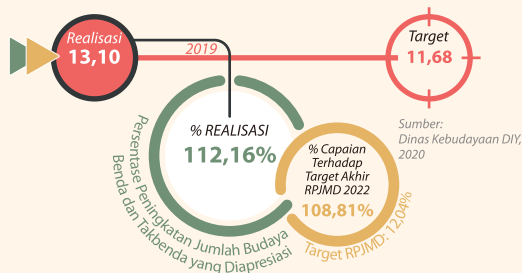 Realisasi
13,10
2019
Target
11,68
Sumber:
Dinas Kebudayaan DIY,
2020
% REALISASI
112,16%
Persentase Peningkatan Jumlah Budaya
Benda dan Takbenda yang Diapresiasi
% Capaian
Terhadap
Target Akhir
RPJMD 2022
108,81%
Target RPJMD: 12,04%